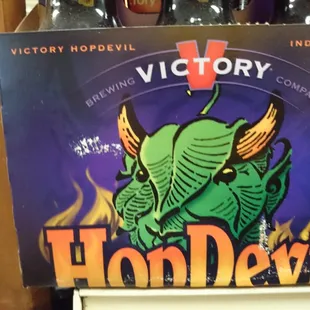 VICTORY HOPDEVIL IND
V
VICTORY
BREWING COMPA
HopDev